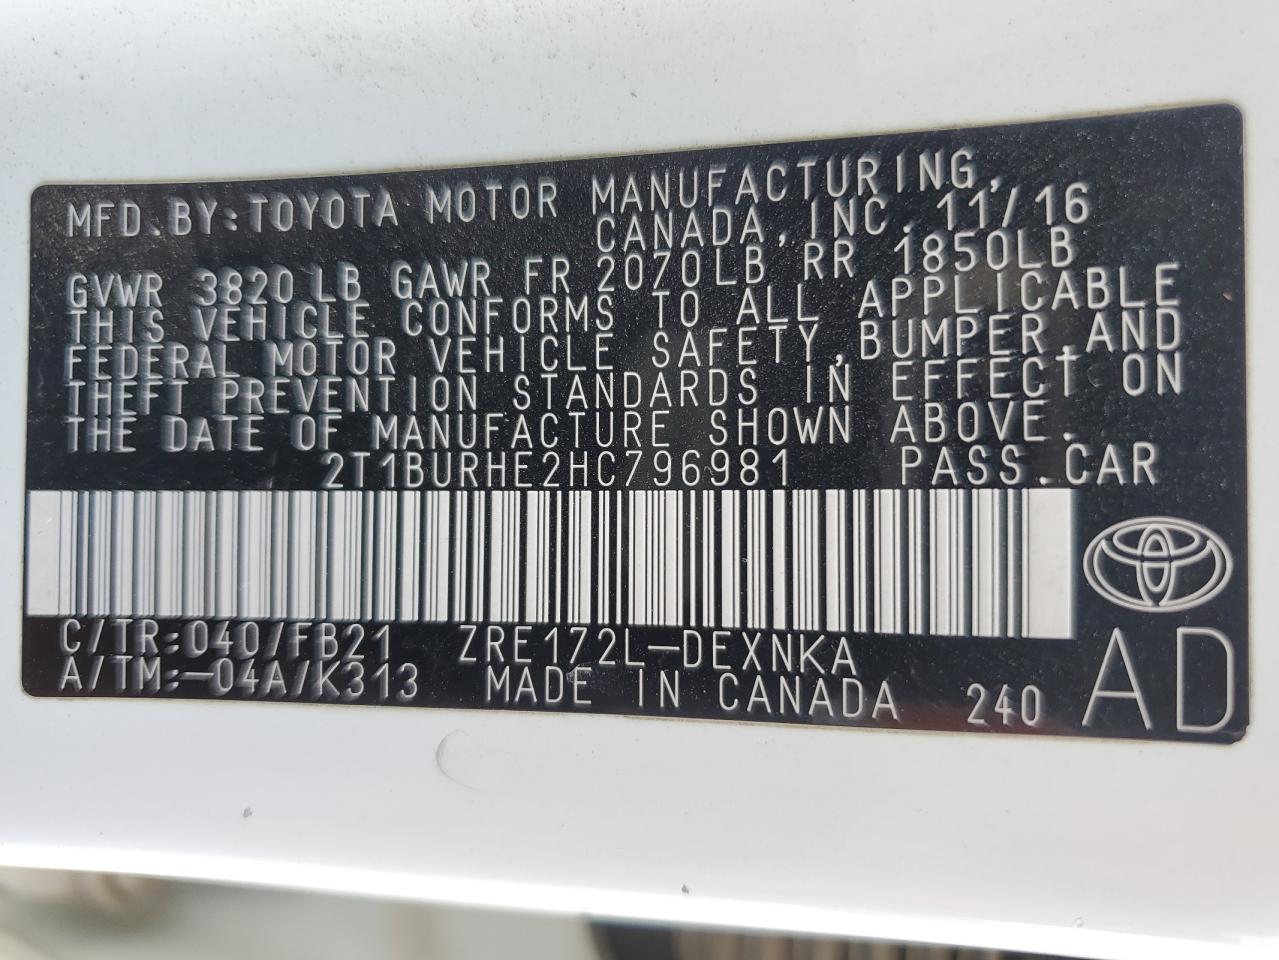 MFD.BY:TOYOTA MOTOR MANUFACTURING,
CANADA,INC.11/16
GVWR 3820LB GAWR FR 2070LB RR 1850LB
THIS VEHICLE CONFORMS TO ALL APPLICABLE
FEDERAL MOTOR VEHICLE SAFETY,BUMPER,AND
THEFT PREVENTION STANDARDS IN EFFECT ON
THE DATE OF MANUFACTURE SHOWN ABOVE.
2T1BURHE2HC796981 PASS.CAR
C/TR:040/FB21 ZRE172L-DEXNKA
A/TM:-04A/K313 MADE IN CANADA 240
AD